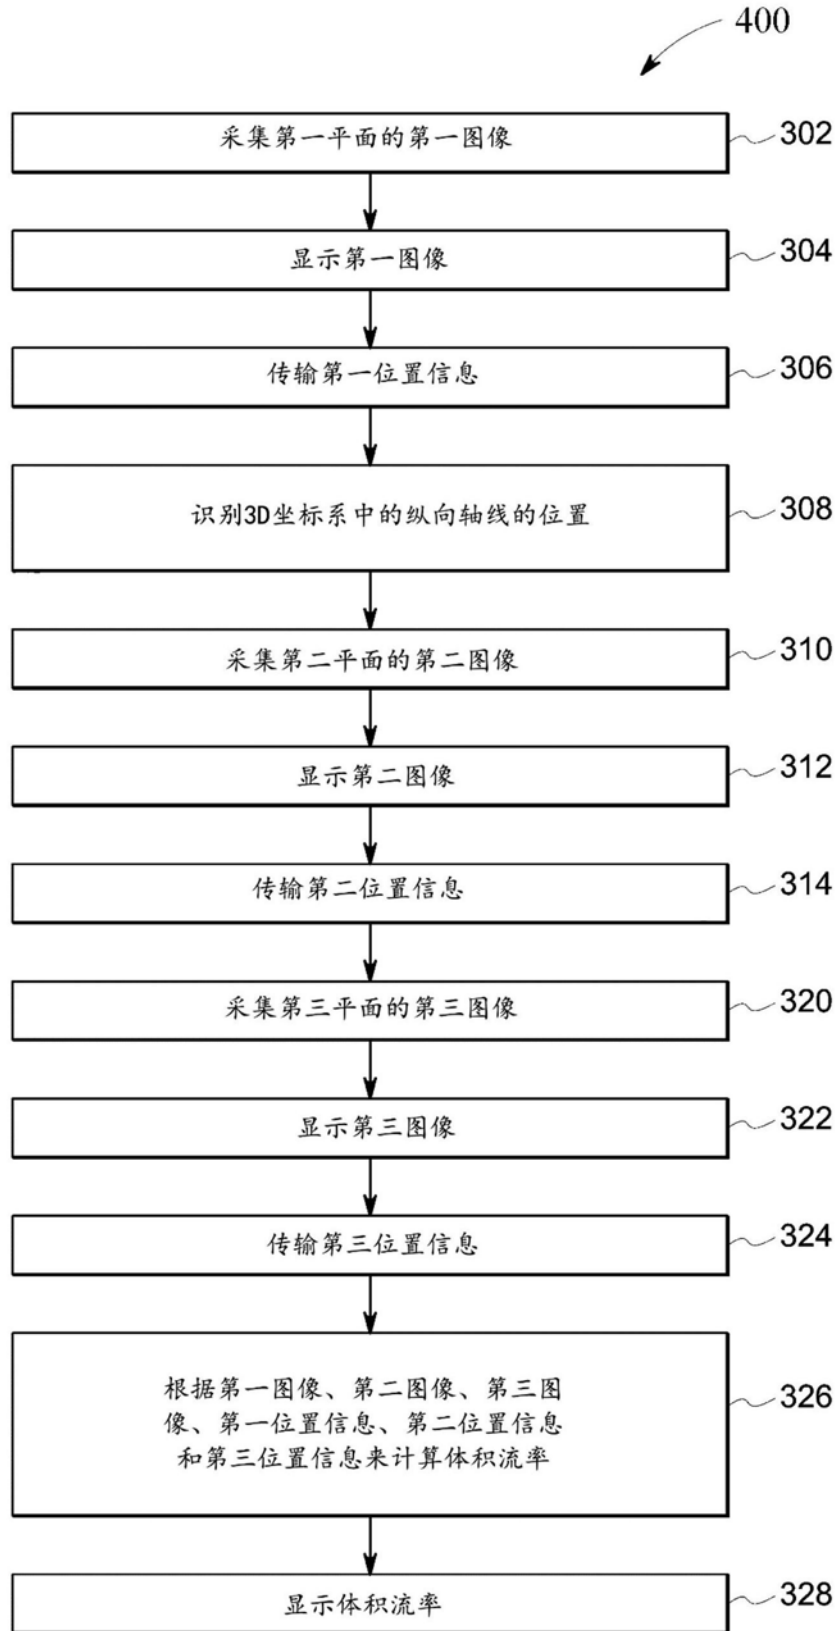 400
采集第一平面的第一图像 302
显示第一图像 304
传输第一位置信息 306
识别3D坐标系中的纵向轴线的位置 308
采集第二平面的第二图像 310
显示第二图像 312
传输第二位置信息 314
采集第三平面的第三图像 320
显示第三图像 322
传输第三位置信息 324
根据第一图像、第二图像、第三图
像、第一位置信息、第二位置信息 326
和第三位置信息来计算体积流率
显示体积流率 328